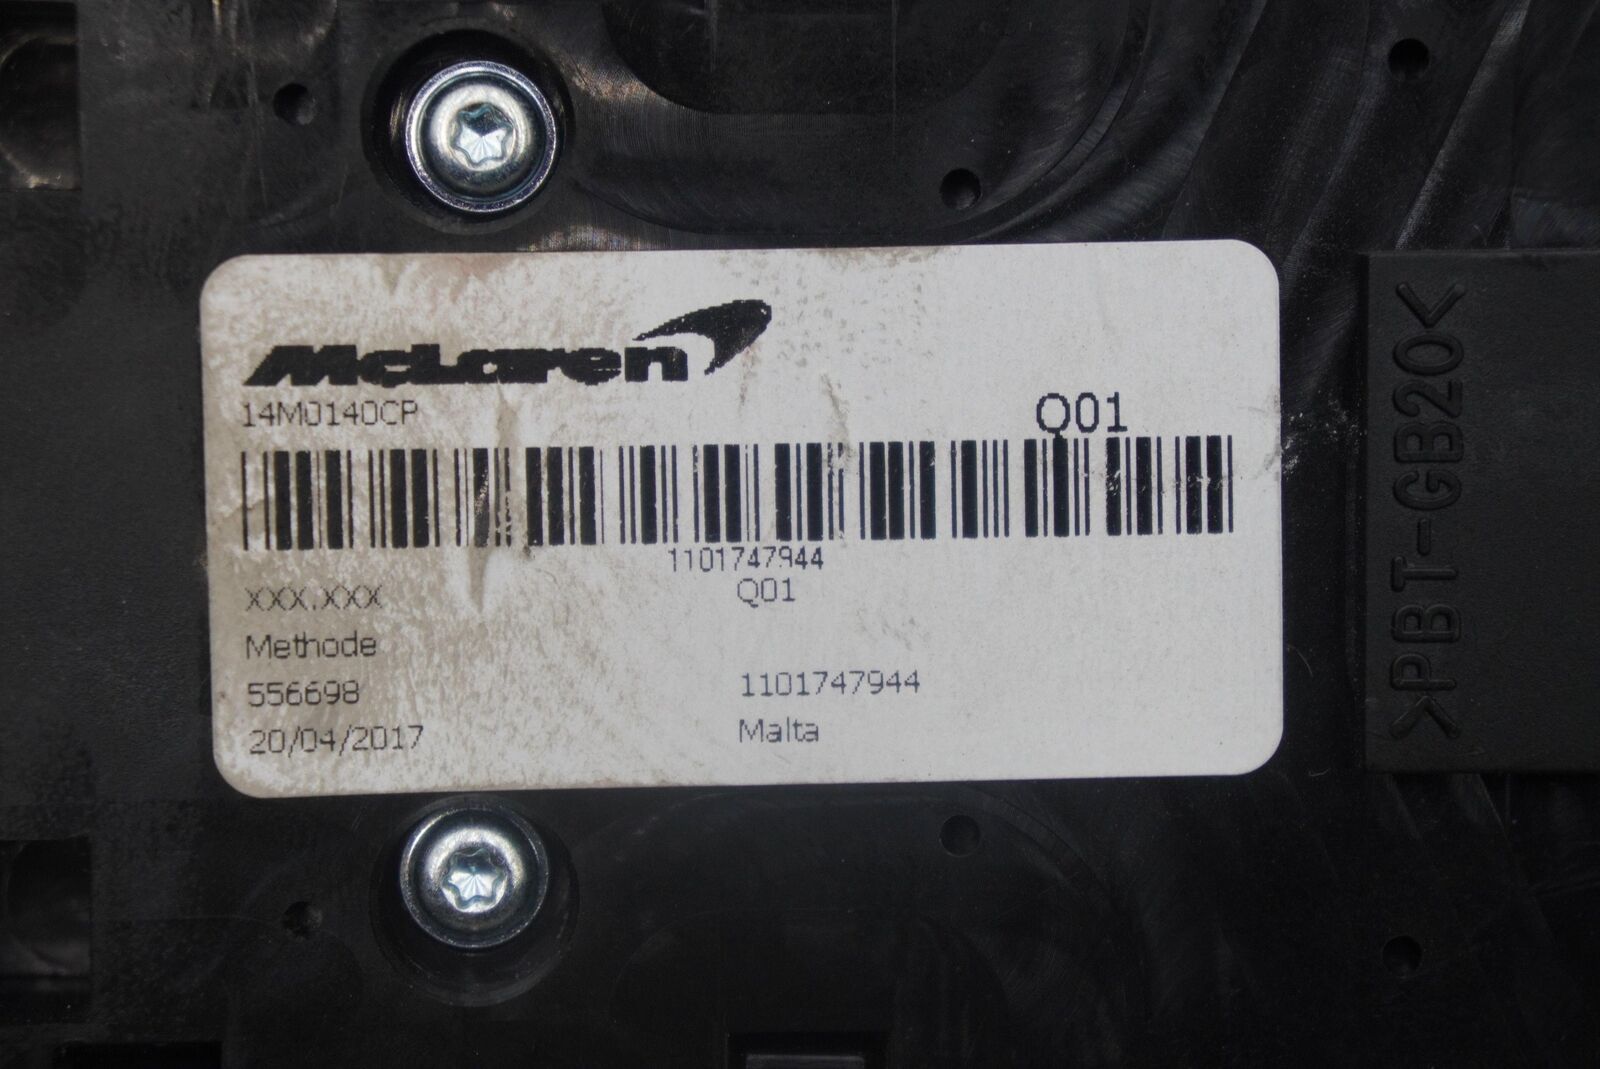 McLaren
14M0140CP
Q01
1101747944
XXX.XXX
Q01
Methode
556698
1101747944
20/04/2017
Malta
>PBT-GB20<